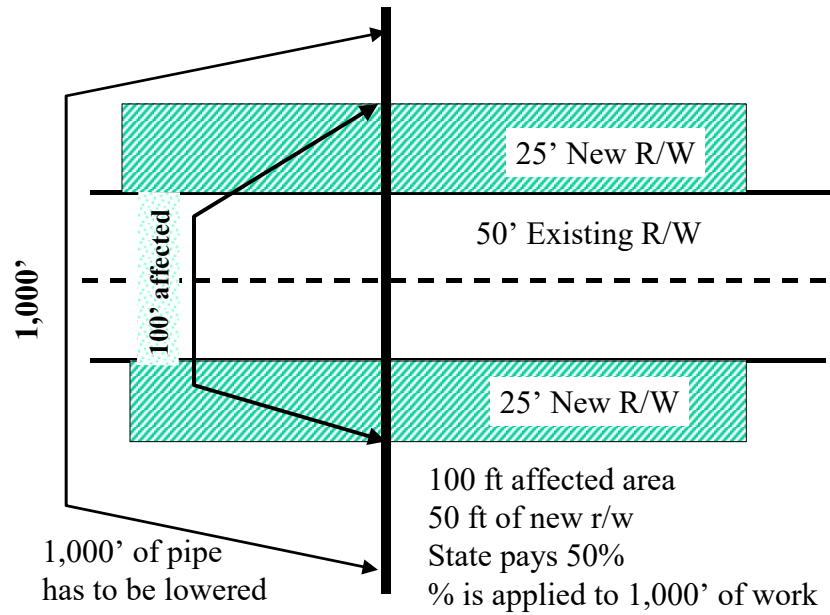 25’ New R/W
50’ Existing R/W
1,000’
100’ affected
25’ New R/W
100 ft affected area
50 ft of new r/w
State pays 50%
% is applied to 1,000’ of work
1,000’ of pipe
has to be lowered